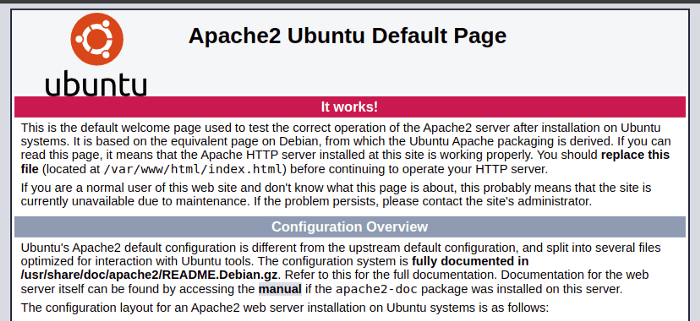 Apache2 Ubuntu Default Page
ubuntu
It works!
This is the default welcome page used to test the correct operation of the Apache2 server after installation on Ubuntu
systems. It is based on the equivalent page on Debian, from which the Ubuntu Apache packaging is derived. If you can
read this page, it means that the Apache HTTP server installed at this site is working properly. You should replace this
file (located at /var/www/html/index.html) before continuing to operate your HTTP server.
If you are a normal user of this web site and don't know what this page is about, this probably means that the site is
currently unavailable due to maintenance. If the problem persists, please contact the site's administrator.
Configuration Overview
Ubuntu's Apache2 default configuration is different from the upstream default configuration, and split into several files
optimized for interaction with Ubuntu tools. The configuration system is fully documented in
/usr/share/doc/apache2/README.Debian.gz. Refer to this for the full documentation. Documentation for the web
server itself can be found by accessing the manual if the apache2-doc package was installed on this server.
The configuration layout for an Apache2 web server installation on Ubuntu systems is as follows: